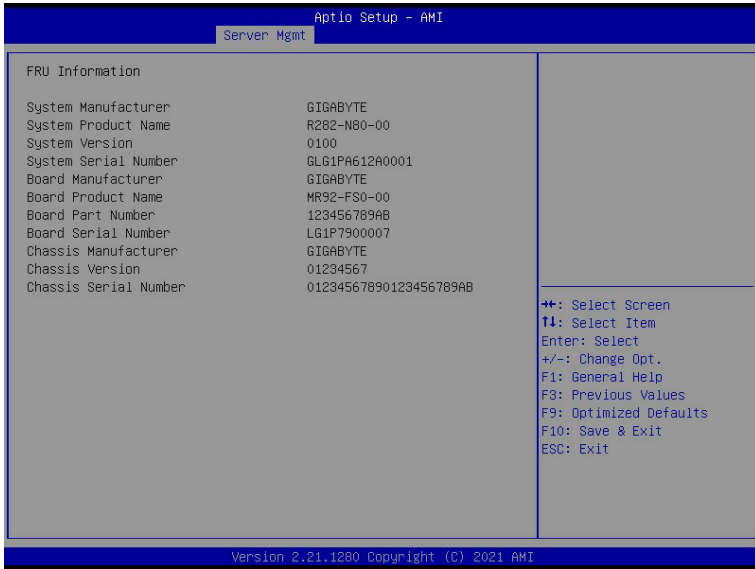 Aptio Setup – AMI
Server Mgmt
FRU Information
System Manufacturer GIGABYTE
System Product Name R282-N80-00
System Version 0100
System Serial Number GLG1PA612A0001
Board Manufacturer GIGABYTE
Board Product Name MR92-FS0-00
Board Part Number 123456789AB
Board Serial Number LG1P7900007
Chassis Manufacturer GIGABYTE
Chassis Version 01234567
Chassis Serial Number 01234567890123456789AB
→←: Select Screen
↑↓: Select Item
Enter: Select
+/-: Change Opt.
F1: General Help
F3: Previous Values
F9: Optimized Defaults
F10: Save & Exit
ESC: Exit
Version 2.21.1280 Copyright (C) 2021 AMI